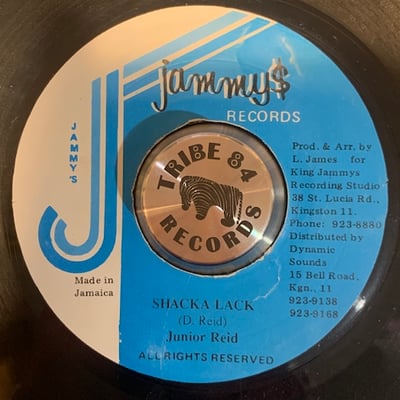 jammy$
RECORDS
JAMMY'S
Prod. & Arr. by
L. James for
King Jammys
Recording Studio
38 St. Lucia Rd.,
Kingston 11.
Phone: 923-8880
Distributed by
Dynamic
Sounds
15 Bell Road,
Kgn., 11
923-9138
923-9168
TRIBE 84
RECORDS
Made in
Jamaica
SHACKA LACK
(D. Reid)
Junior Reid
ALL RIGHTS RESERVED